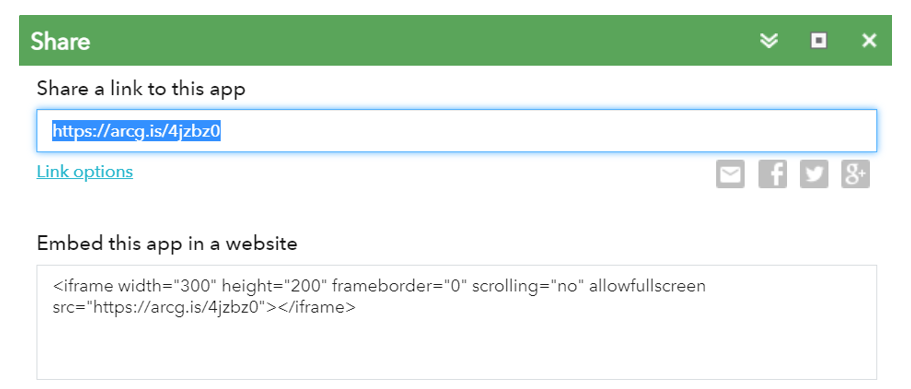 Share
Share a link to this app
https://arcg.is/4jzbz0
Link options
Embed this app in a website
<iframe width="300" height="200" frameborder="0" scrolling="no" allowfullscreen
src="https://arcg.is/4jzbz0"></iframe>